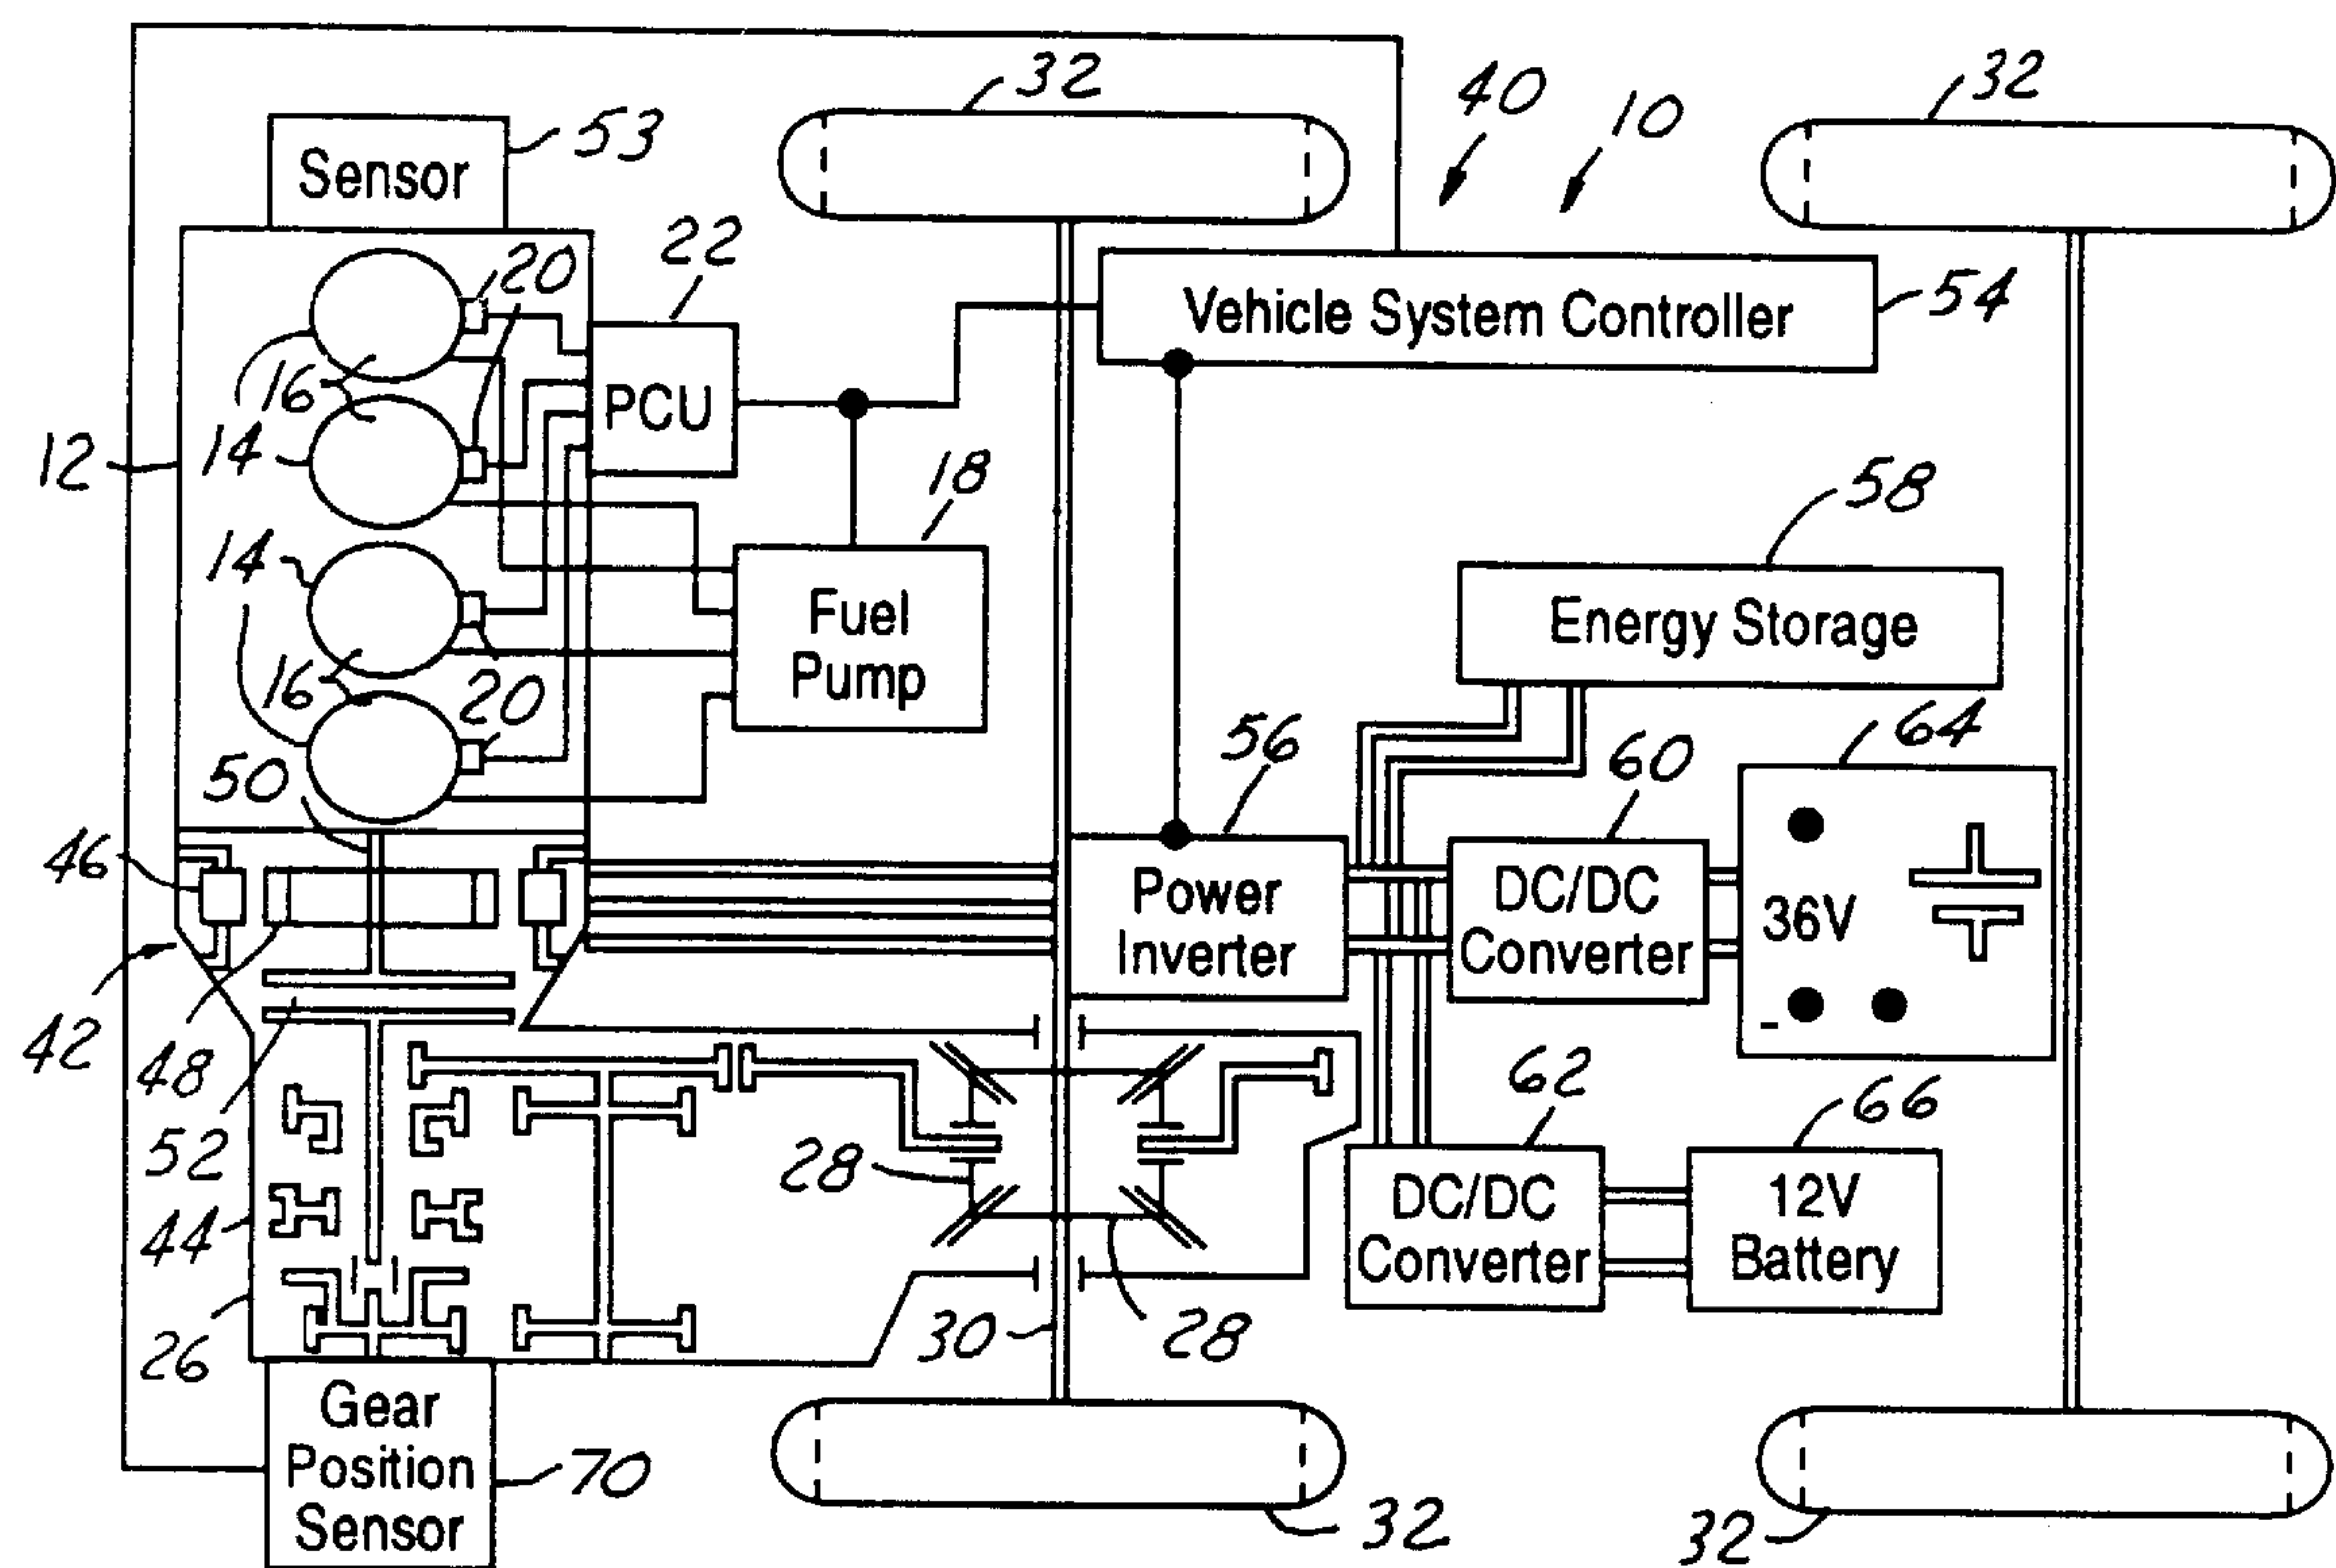 32
40
10
32
53
Sensor
22
20
Vehicle System Controller
54
16
PCU
12
14
18
58
14
Fuel
Pump
Energy Storage
16
20
56
60
64
50
46
Power
Inverter
DC/DC
Converter
36V
-
42
48
52
62
66
28
DC/DC
Converter
12V
Battery
44
26
30
28
Gear
Position
Sensor
70
32
32